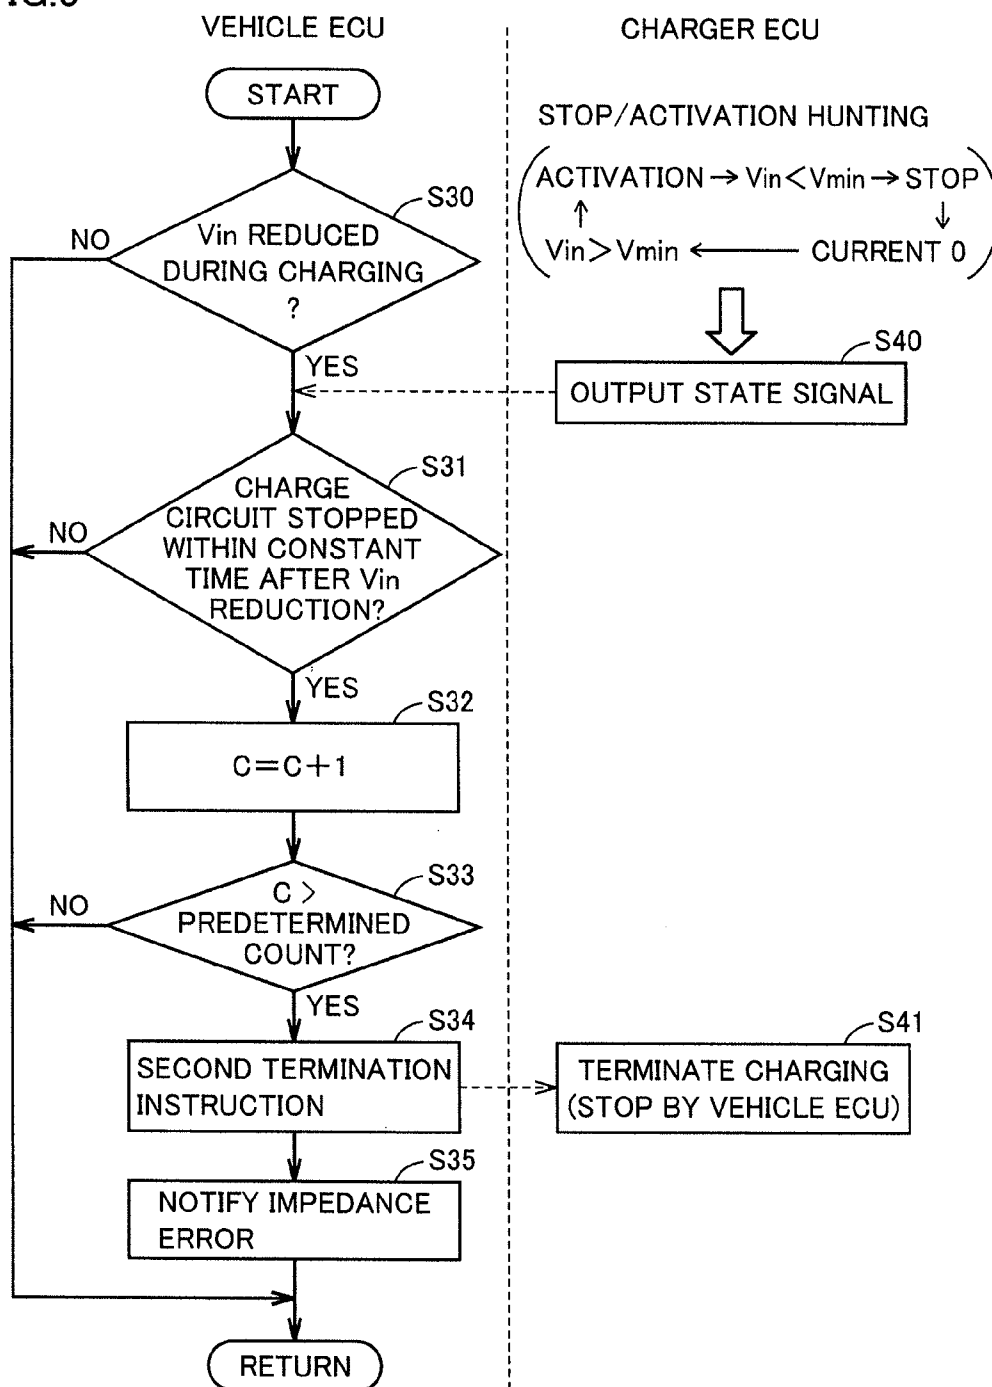 VEHICLE ECU
CHARGER ECU
START
STOP/ACTIVATION HUNTING
ACTIVATION → Vin<Vmin → STOP
↑ ↓
Vin>Vmin ← CURRENT 0
S30
NO
Vin REDUCED
DURING CHARGING
?
YES
S40
OUTPUT STATE SIGNAL
S31
CHARGE
CIRCUIT STOPPED
WITHIN CONSTANT
TIME AFTER Vin
REDUCTION?
NO
YES
S32
C=C+1
S33
C >
PREDETERMINED
COUNT?
NO
YES
S34
SECOND TERMINATION
INSTRUCTION
S41
TERMINATE CHARGING
(STOP BY VEHICLE ECU)
S35
NOTIFY IMPEDANCE
ERROR
RETURN